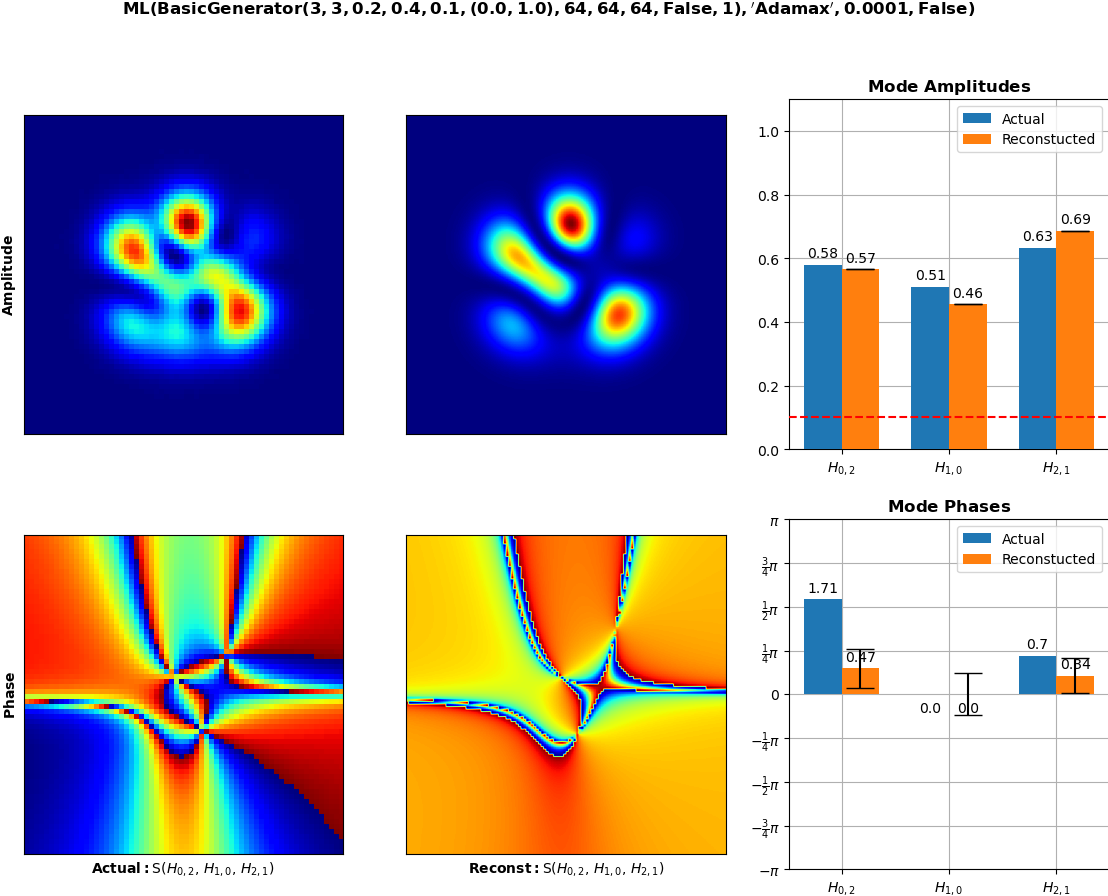 ML(BasicGenerator(3, 3, 0.2, 0.4, 0.1, (0.0, 1.0), 64, 64, 64, False, 1), ′Adamax′, 0.0001, False)
Mode Amplitudes
Amplitude
Actual
Reconstucted
1.0
0.8
0.6
0.4
0.2
0.0
0.58
0.57
0.51
0.46
0.63
0.69
H0, 2
H1, 0
H2, 1
Mode Phases
Phase
Actual
Reconstucted
π
3/4π
1/2π
1/4π
0
−1/4π
−1/2π
−3/4π
−π
1.71
0.47
0.0
0.0
0.7
0.34
H0, 2
H1, 0
H2, 1
Actual: S(H0, 2, H1, 0, H2, 1)
Reconst: S(H0, 2, H1, 0, H2, 1)